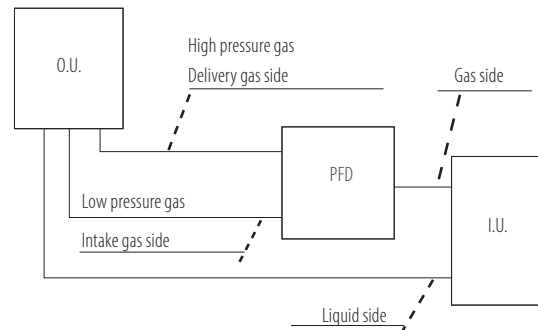 O.U.
High pressure gas
Delivery gas side
Gas side
PFD
Low pressure gas
Intake gas side
I.U.
Liquid side